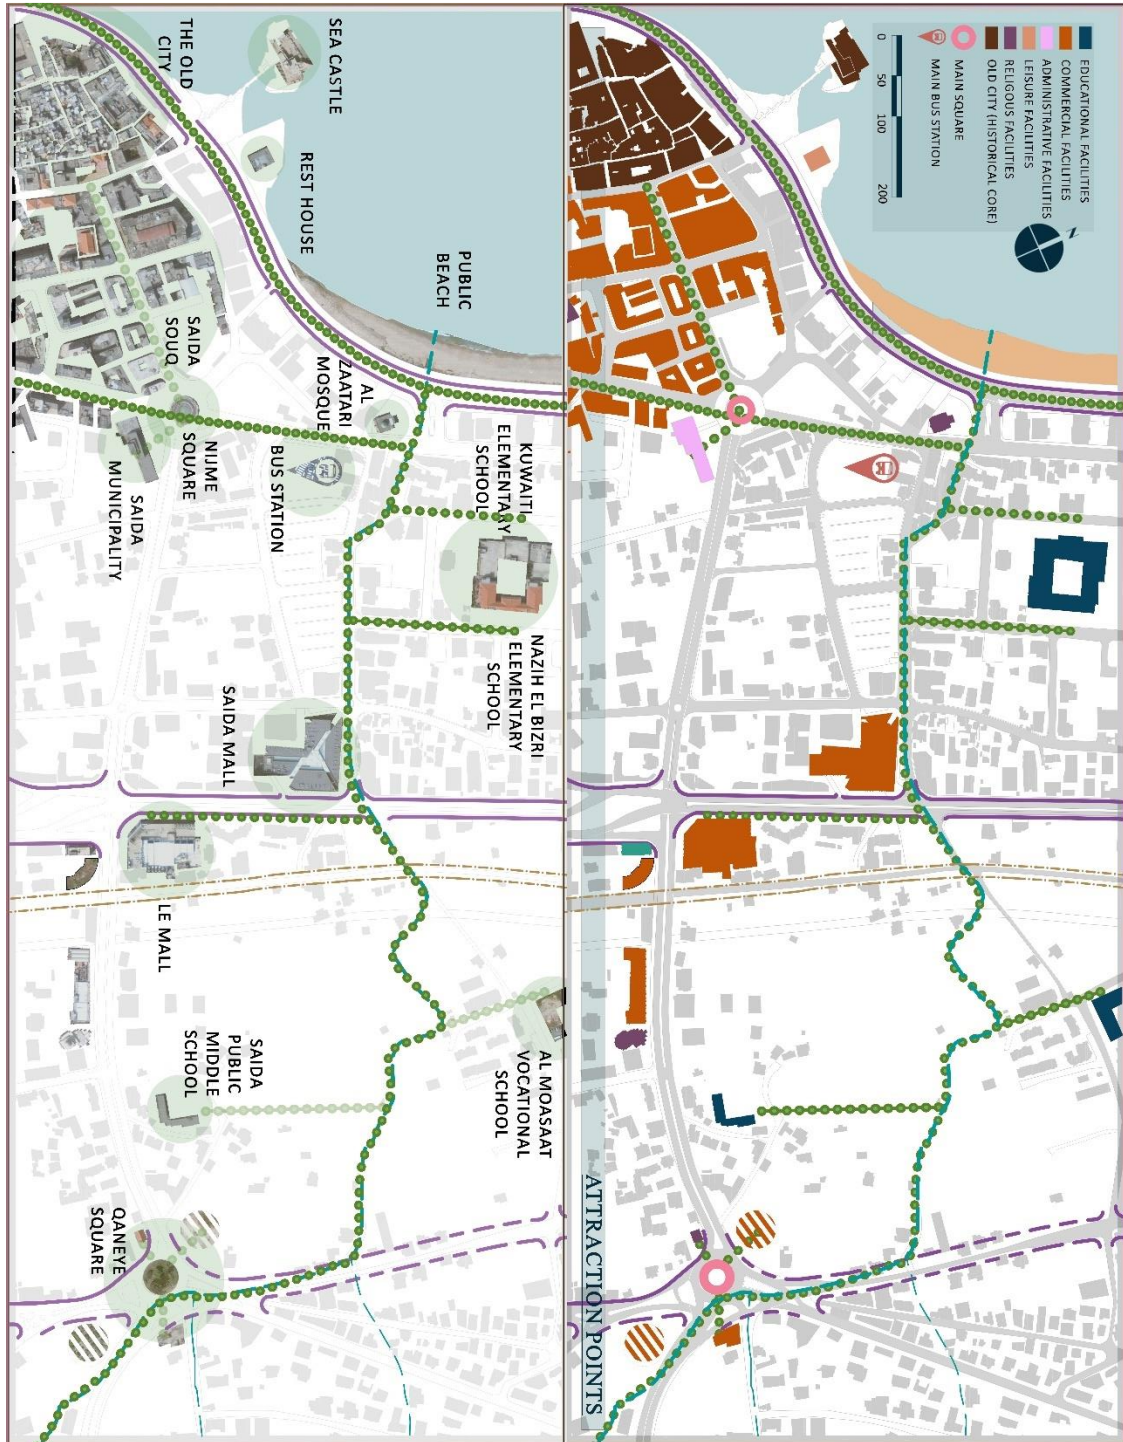 SEA CASTLE
THE OLD
CITY
REST HOUSE
PUBLIC
BEACH
SAIDA
SOUQ
AL
ZAATARI
MOSQUE
NIJME
SQUARE
SAIDA
MUNICIPALITY
BUS STATION
KUWAITI
ELEMENTARY
SCHOOL
NAZIH EL BIZRI
ELEMENTARY
SCHOOL
SAIDA MALL
LE MALL
SAIDA
PUBLIC
MIDDLE
SCHOOL
AL MOASAAT
VOCATIONAL
SCHOOL
QANEYE
SQUARE
EDUCATIONAL FACILITIES
COMMERCIAL FACILITIES
ADMINISTRATIVE FACILITIES
LEISURE FACILITIES
RELIGOUS FACILITIES
OLD CITY (HISTORICAL CORE)
MAIN SQUARE
MAIN BUS STATION
0 50 100 200
N
ATTRACTION POINTS